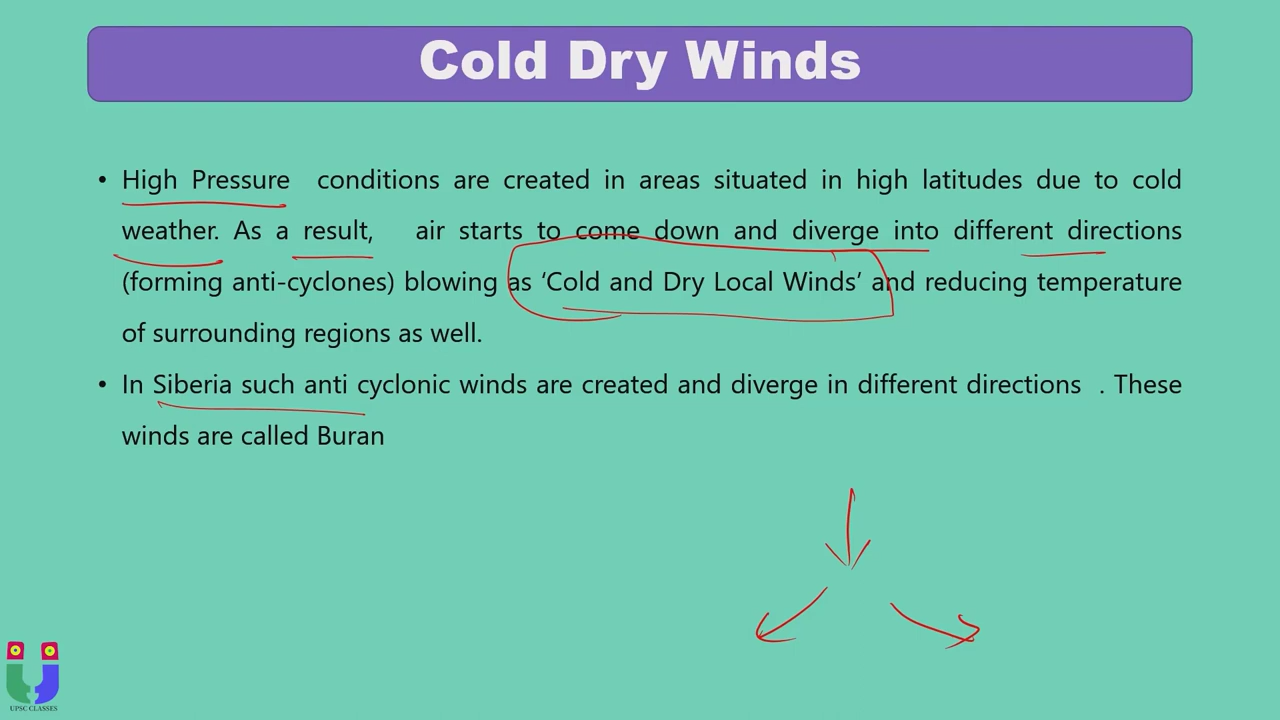 Cold Dry Winds
• High Pressure conditions are created in areas situated in high latitudes due to cold
weather. As a result, air starts to come down and diverge into different directions
(forming anti-cyclones) blowing as ‘Cold and Dry Local Winds’ and reducing temperature
of surrounding regions as well.
• In Siberia such anti cyclonic winds are created and diverge in different directions . These
winds are called Buran
UPSC CLASSES